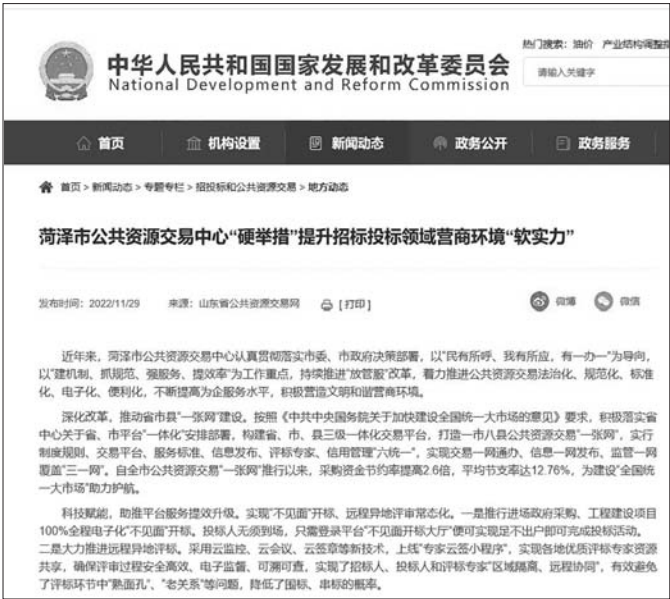 热门搜索：油价 产业结构调整
中华人民共和国国家发展和改革委员会
National Development and Reform Commission
请输入关键字
首页 机构设置 新闻动态 政务公开 政务服务
首页 > 新闻动态 > 专题专栏 > 招投标和公共资源交易 > 地方动态
菏泽市公共资源交易中心“硬举措”提升招标投标领域营商环境“软实力”
发布时间：2022/11/29 来源：山东省公共资源交易网 [打印] 微博 微信
近年来，菏泽市公共资源交易中心认真贯彻落实市委、市政府决策部署，以“民有所呼、我有所应，有一办一”为导向，
以“建机制、抓规范、强服务、提效率”为工作重点，持续推进“放管服”改革，着力推进公共资源交易法治化、规范化、标准
化、电子化、便利化，不断提高为企服务水平，积极营造文明和谐营商环境。
深化改革，推动省市县“一张网”建设。按照《中共中央国务院关于加快建设全国统一大市场的意见》要求，积极落实省
中心关于省、市平台“一体化”安排部署，构建省、市、县三级一体化交易平台，打造一市八县公共资源交易“一张网”，实行
制度规则、交易平台、服务标准、信息发布、评标专家、信用管理“六统一”，实现交易一网通办、信息一网发布、监管一网
覆盖“三一网”。自全市公共资源交易“一张网”推行以来，采购资金节约率提高2.6倍，平均节支率达12.76%，为建设“全国统
一大市场”助力护航。
科技赋能，助推平台服务提效升级。实现“不见面”开标、远程异地评审常态化。一是推行进场政府采购、工程建设项目
100%全程电子化“不见面”开标。投标人无须到场，只需登录平台“不见面开标大厅”便可实现足不出户即可完成投标活动。
二是大力推进远程异地评标。采用云监控、云会议、云签章等新技术，上线“专家云签小程序”，实现各地优质评标专家资源
共享，确保评审过程安全高效、电子监督、可溯可查，实现了招标人、投标人和评标专家“区域隔离、远程协同”，有效避免
了评标环节中“熟面孔”、“老关系”等问题，降低了围标、串标的概率。